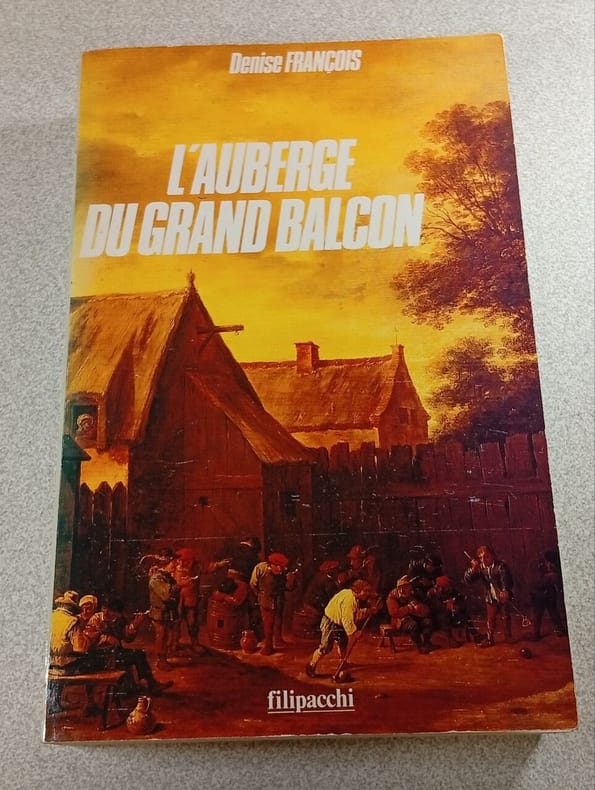 Denise FRANÇOIS
L'AUBERGE
DU GRAND BALCON
filipacchi